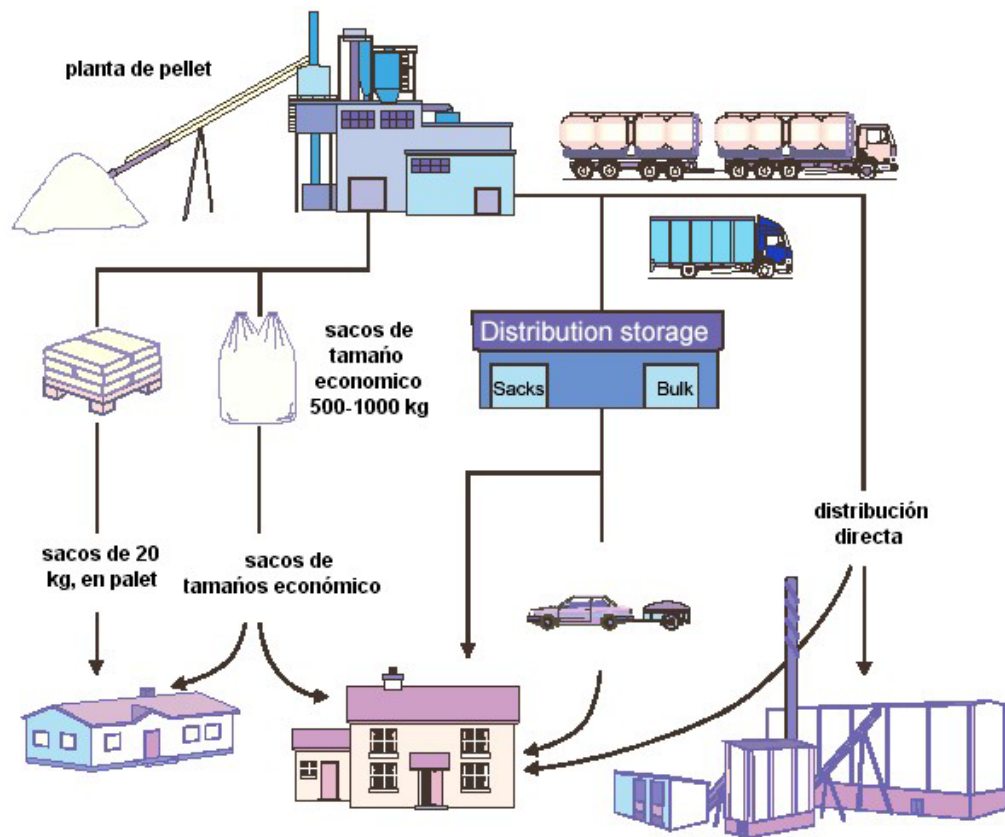 planta de pellet
sacos de
tamaño
economico
500-1000 kg
Distribution storage
Sacks
Bulk
distribución
directa
sacos de 20
kg, en palet
sacos de
tamaños económico